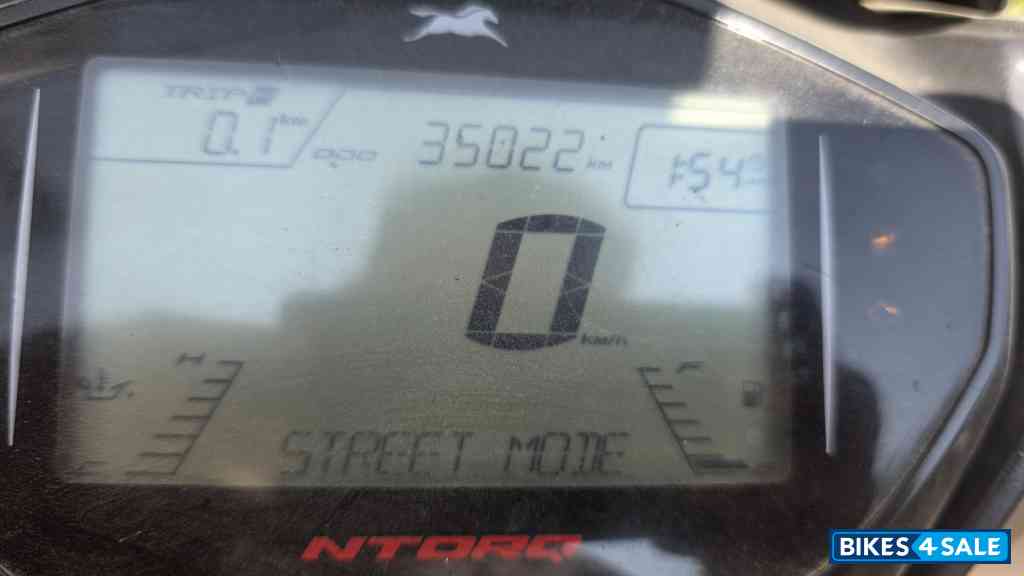 TRIP
0.1 km
ODO 35022 km
1:54
0
km/h
H
F
C
STREET MODE
NTORQ
BIKES4SALE